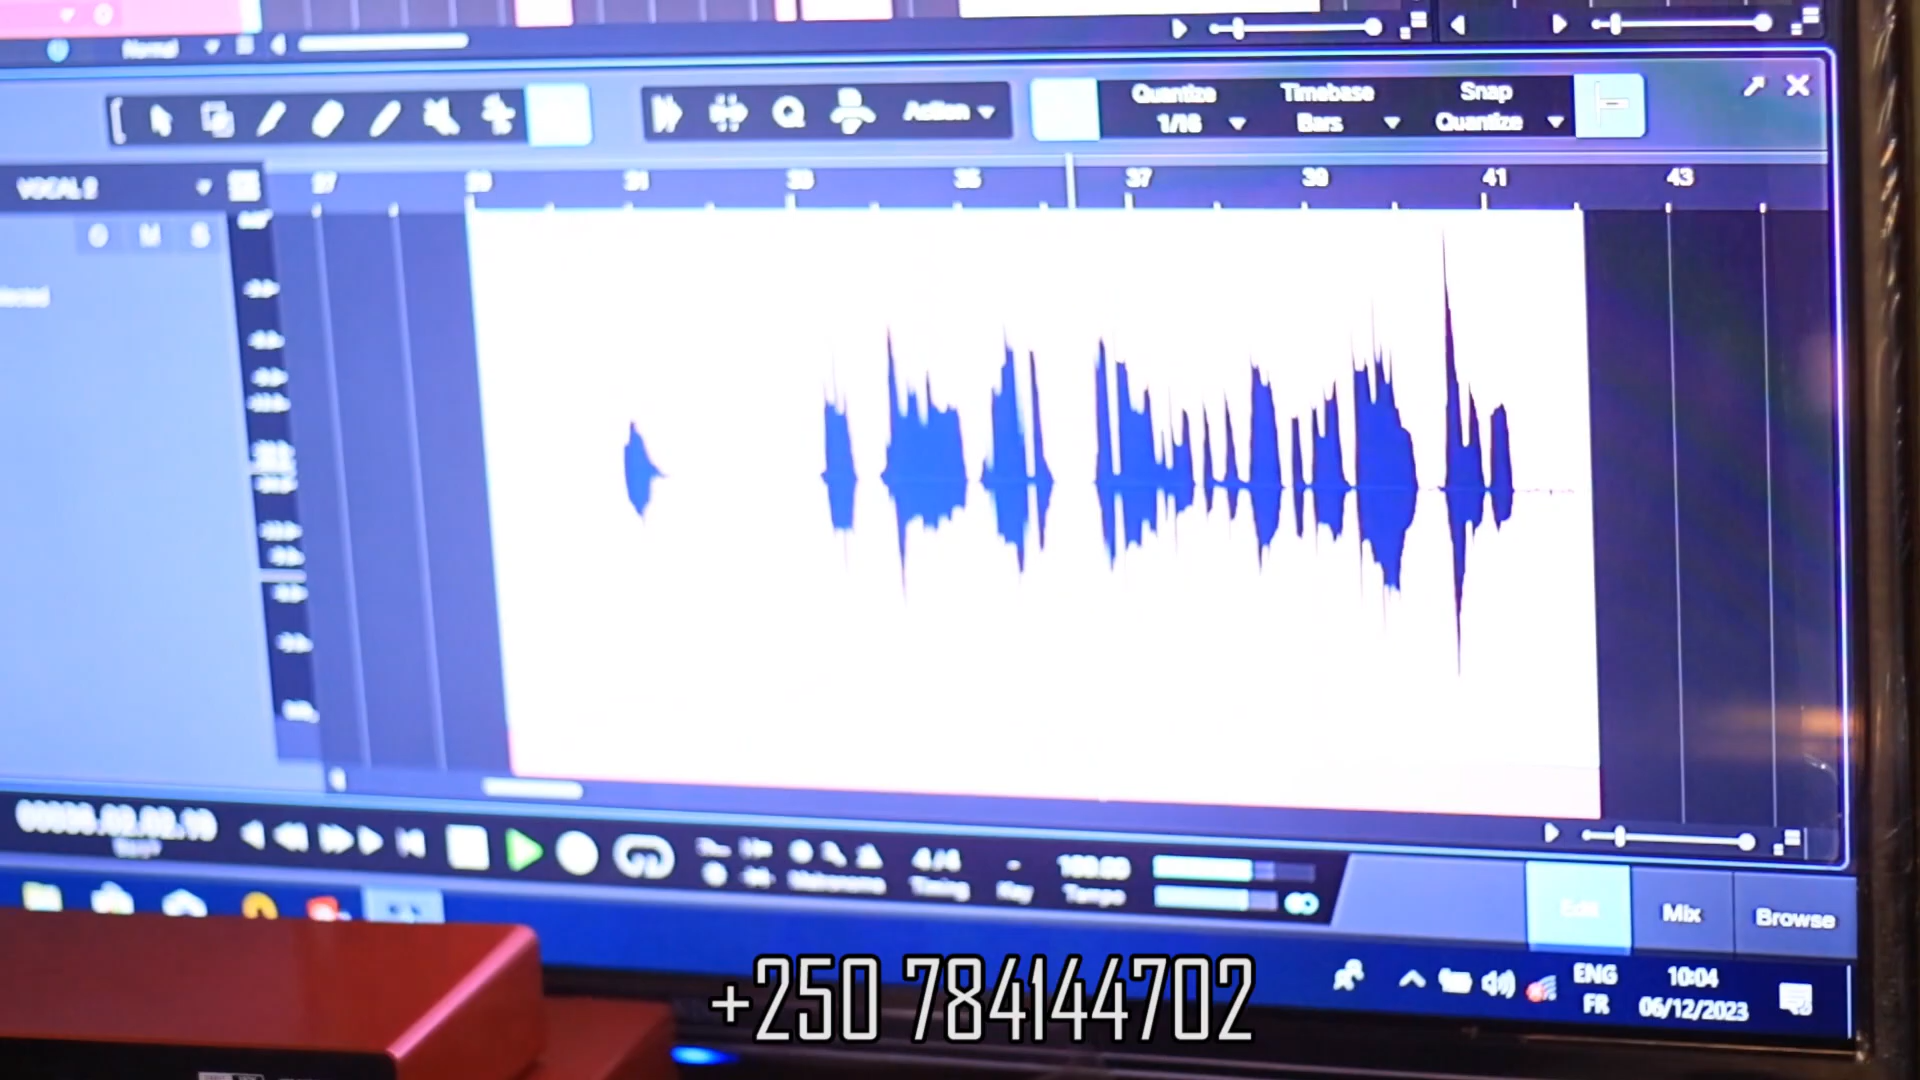 Normal
Action
Quantize
1/16
Timebase
Bars
Snap
Quantize
VOCAL 2
27 29 31 33 35 37 39 41 43
O M S
4/4
Timing
Key
Tempo
Metronome
Edit
Mix
Browse
ENG
FR
10:04
06/12/2023
+250 784144702